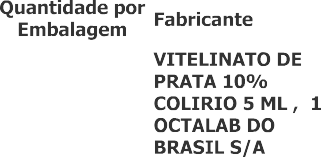 Quantidade por
Embalagem
Fabricante
VITELINATO DE
PRATA 10%
COLIRIO 5 ML , 1
OCTALAB DO
BRASIL S/A